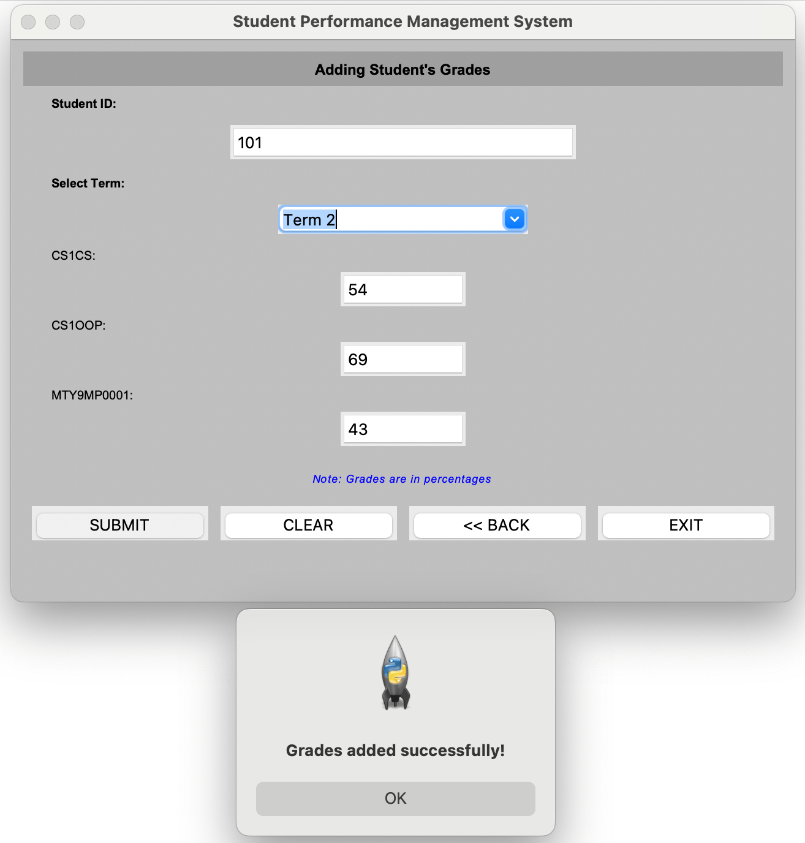 Student Performance Management System
Adding Student's Grades
Student ID:
101
Select Term:
Term 2
CS1CS:
54
CS1OOP:
69
MTY9MP0001:
43
Note: Grades are in percentages
SUBMIT CLEAR << BACK EXIT
Grades added successfully!
OK